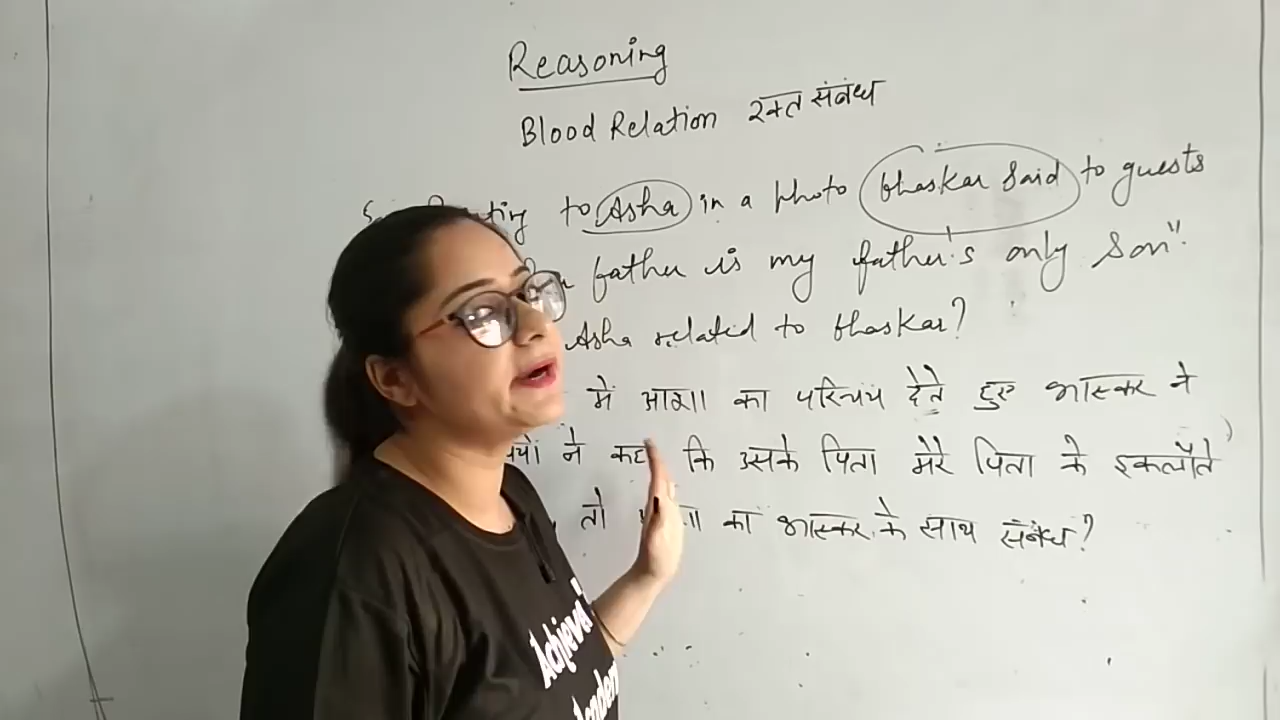 Reasoning
Blood Relation रक्त संबंध
to Asha in a photo bhaskar said to guests
father is my father's only son".
Asha related to bhaskar?
मे आशा का परिचय देते हुए भास्कर ने
ने कहा कि उसके पिता मेरे पिता के इकलौते
तो का भास्कर के साथ संबंध?
Achieva